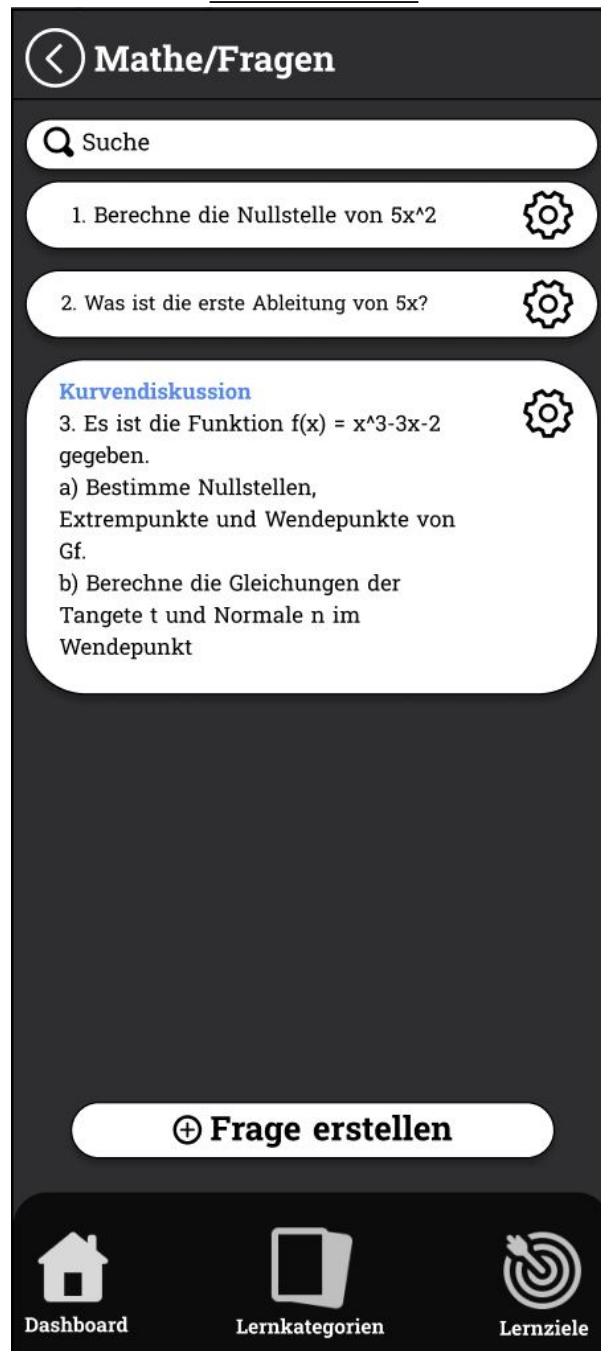 Mathe/Fragen
Suche
1. Berechne die Nullstelle von 5x^2
2. Was ist die erste Ableitung von 5x?
Kurvendiskussion
3. Es ist die Funktion f(x) = x^3-3x-2
gegeben.
a) Bestimme Nullstellen,
Extrempunkte und Wendepunkte von
Gf.
b) Berechne die Gleichungen der
Tangete t und Normale n im
Wendepunkt
Frage erstellen
Dashboard
Lernkategorien
Lernziele